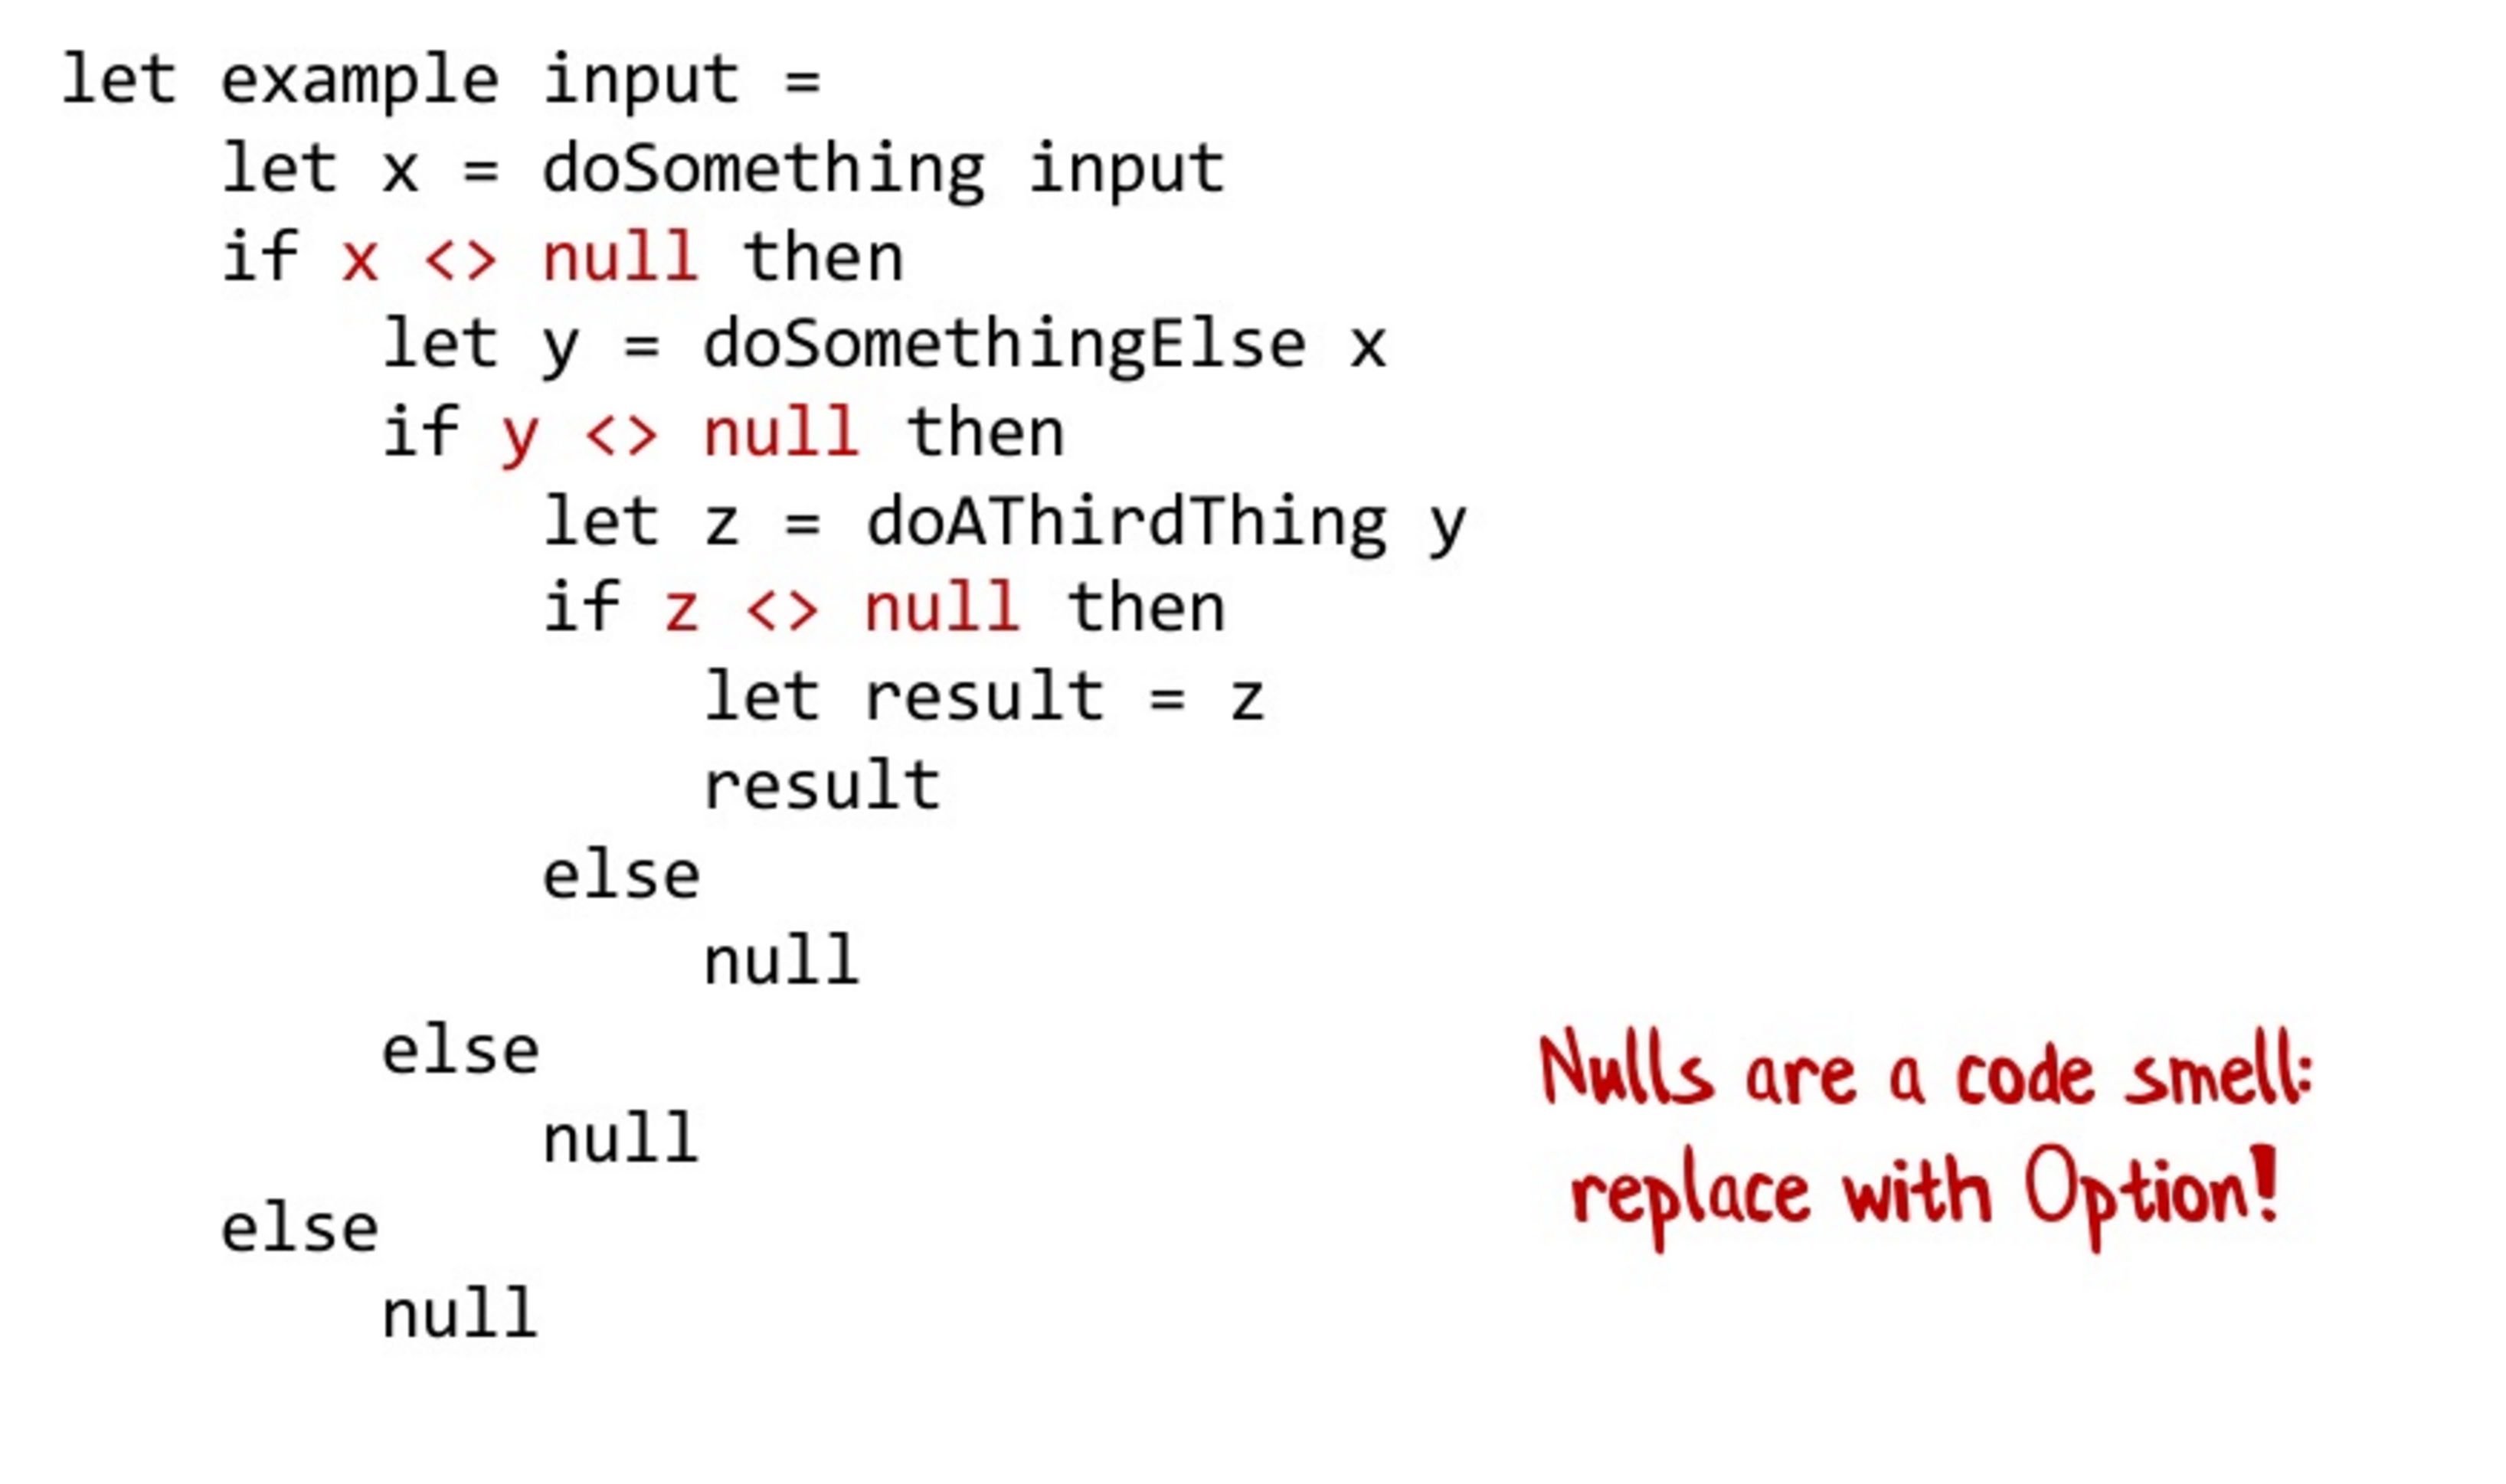 let example input =
    let x = doSomething input
    if x <> null then
        let y = doSomethingElse x
        if y <> null then
            let z = doAThirdThing y
            if z <> null then
                let result = z
                result
            else
                null
        else
            null
    else
        null
Nulls are a code smell:
replace with Option!